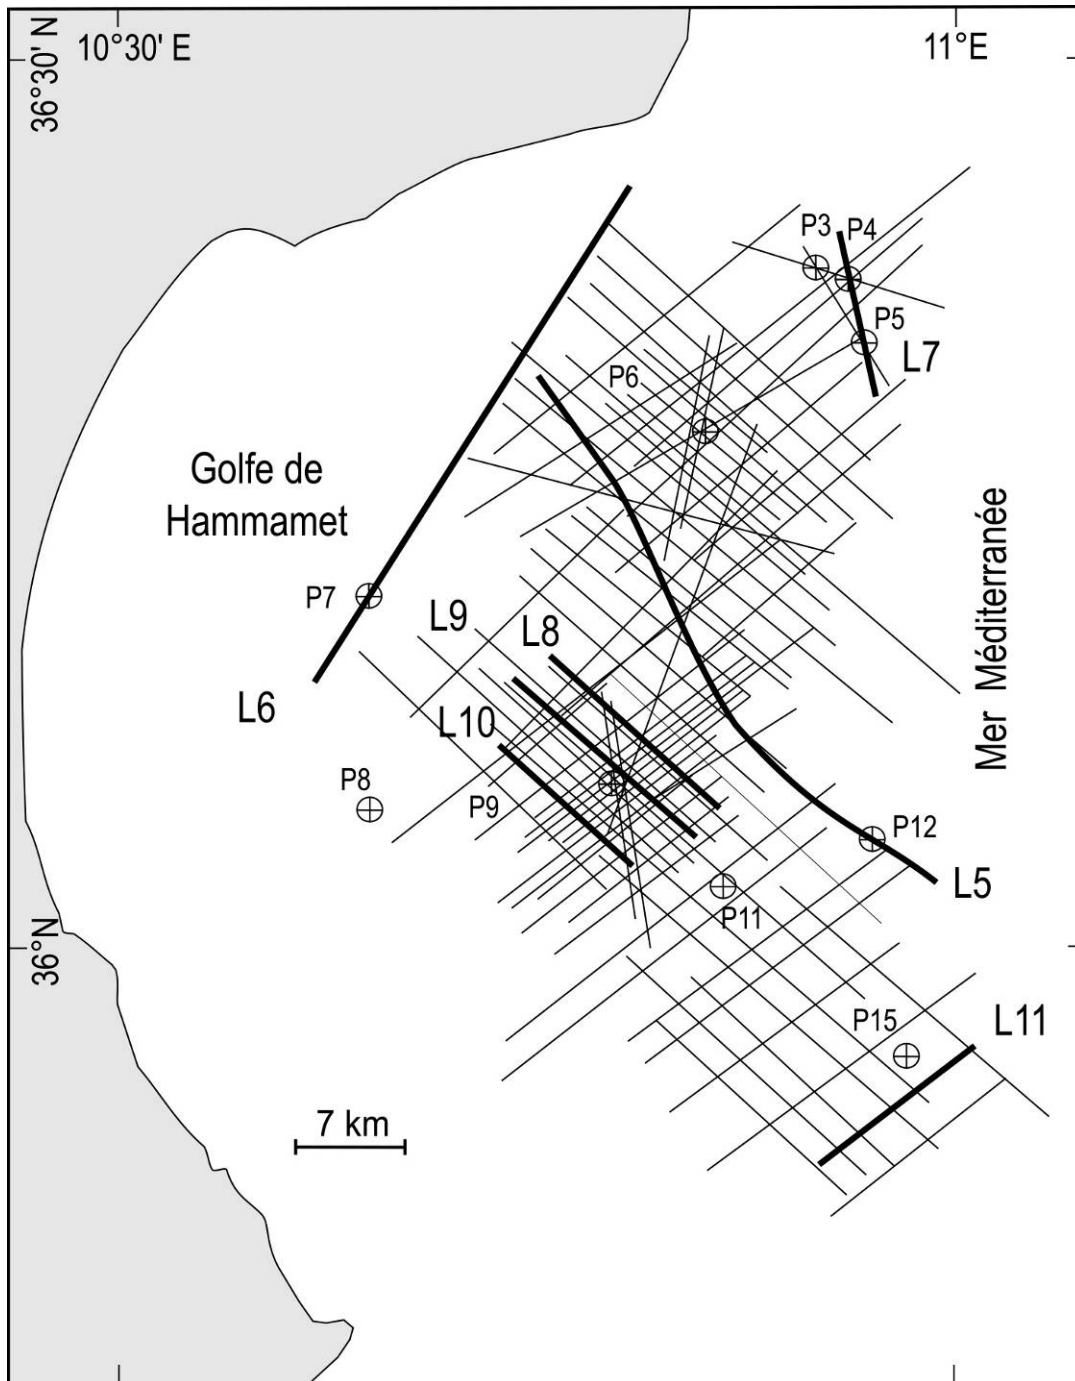 10°30' E
11°E
36°30' N
P3
P4
P5
L7
P6
Golfe de
Hammamet
Mer Méditerranée
P7
L9
L8
L6
L10
P8
P9
P12
L5
P11
36°N
P15
L11
7 km